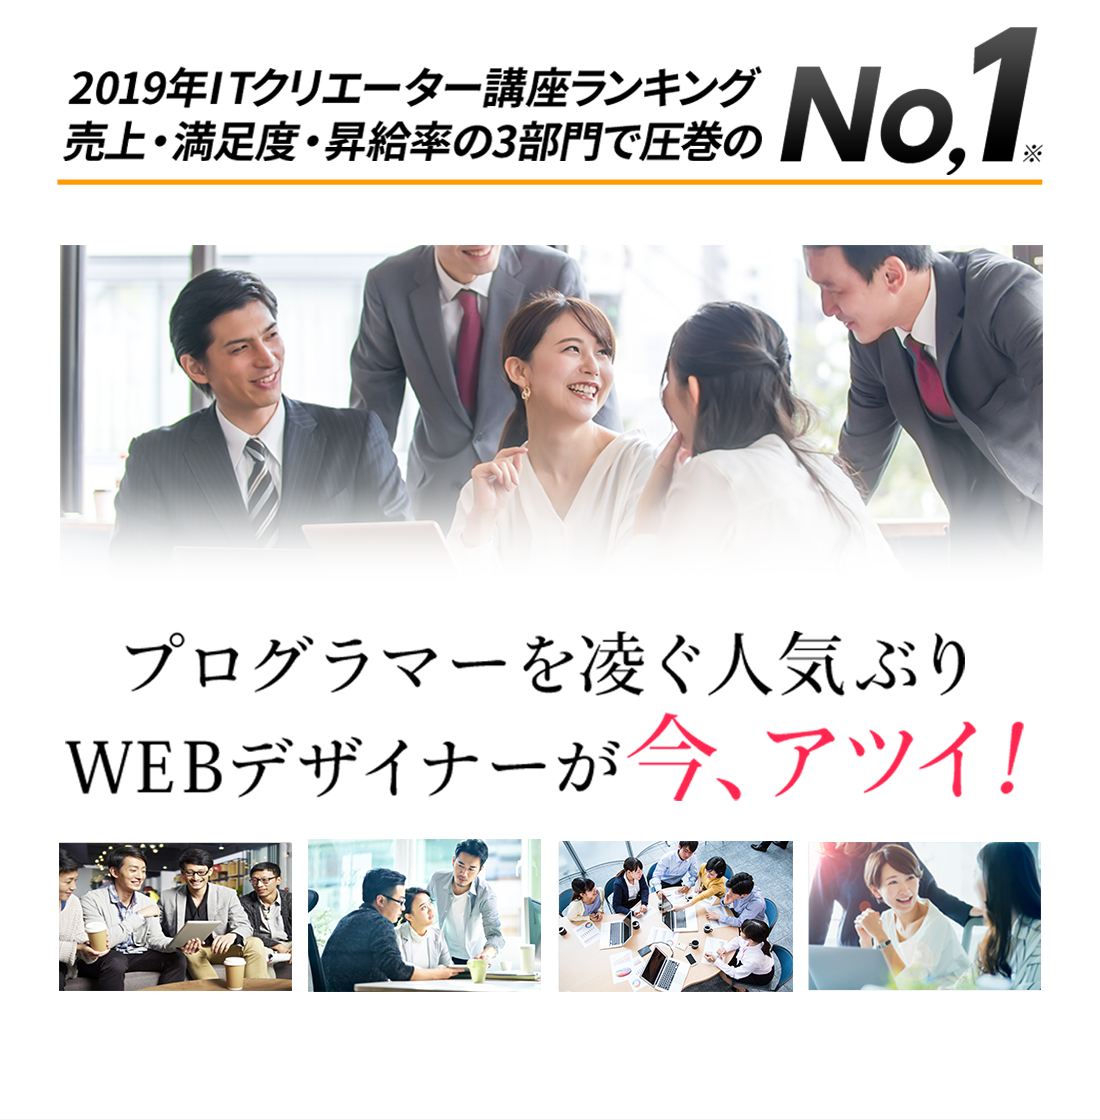 2019年ITクリエーター講座ランキング
売上・満足度・昇給率の3部門で圧巻の
No,1※
プログラマーを凌ぐ人気ぶり
WEBデザイナーが今、アツイ!